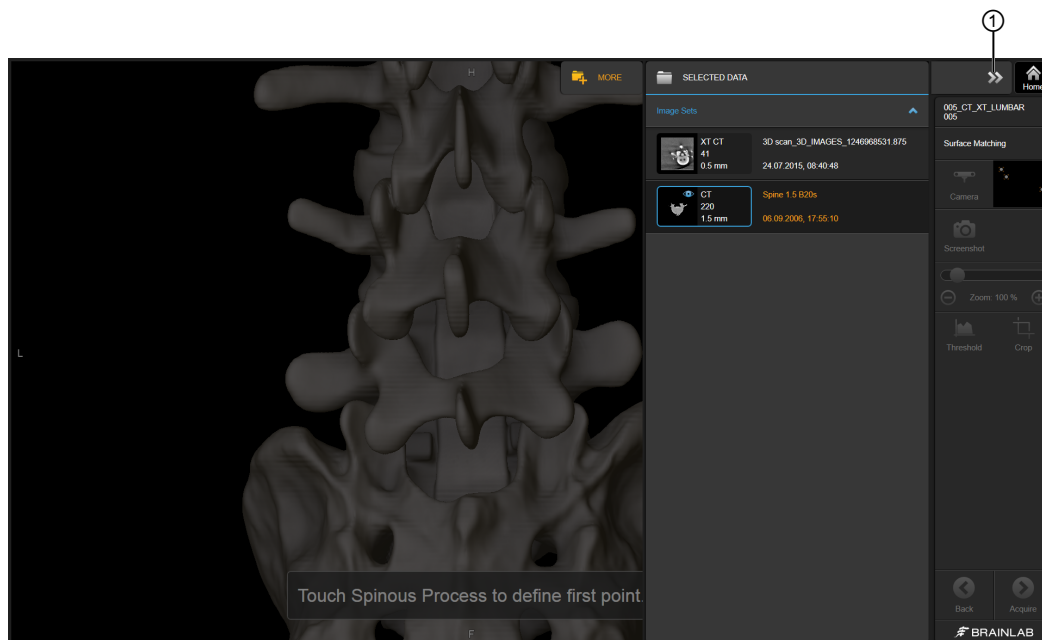 1
H
MORE
SELECTED DATA
Home
Image Sets
005_CT_XT_LUMBAR
005
XT CT
41
0.5 mm
3D scan_3D_IMAGES_1246968531.875
24.07.2015, 08:40:48
Surface Matching
CT
220
1.5 mm
Spine 1.5 B20s
06.09.2006, 17:55:10
Camera
Screenshot
Zoom: 100 %
Threshold
Crop
L
Touch Spinous Process to define first point.
Back
Acquire
F
BRAINLAB